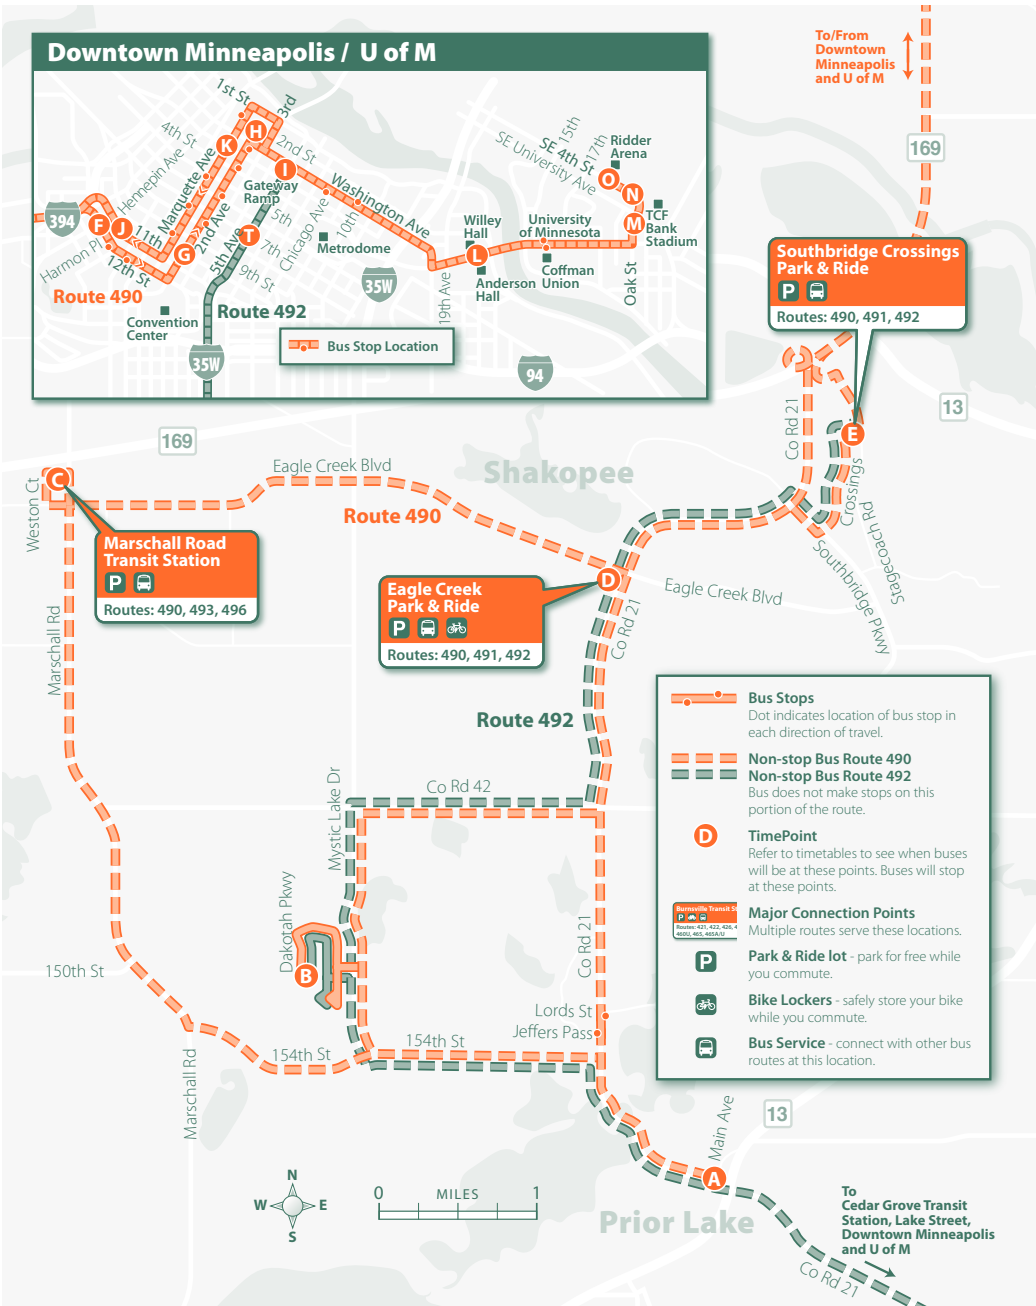 To/From
Downtown
Minneapolis
and U of M
Downtown Minneapolis / U of M
1st St
3rd
4th St
Hennepin Ave
Marquette Ave
2nd St
K
H
I
Gateway
Ramp
Washington Ave
SE University Ave
SE 4th St
15th
17th
Ridder
Arena
O
N
M
TCF
Bank
Stadium
169
394
F
J
11th
12th St
Harmon Pl
G
2nd Ave
5th Ave
T
5th
7th
9th St
Chicago Ave
10th
Metrodome
Willey
Hall
University
of Minnesota
L
Anderson
Hall
Coffman
Union
Oak St
19th Ave
35W
Route 490
Route 492
Convention
Center
Bus Stop Location
35W
94
Southbridge Crossings
Park & Ride
P
Routes: 490, 491, 492
13
169
Co Rd 21
E
Crossings
Stagecoach Rd
Southbridge Pkwy
Shakopee
Eagle Creek Blvd
Route 490
Weston Ct
C
Marschall Road
Transit Station
P
Routes: 490, 493, 496
Marschall Rd
D
Eagle Creek
Park & Ride
P
Routes: 490, 491, 492
Eagle Creek Blvd
Co Rd 21
Route 492
Co Rd 42
Mystic Lake Dr
Dakotah Pkwy
B
Co Rd 21
150th St
Lords St
Jeffers Pass
154th St
154th St
Marschall Rd
Bus Stops
Dot indicates location of bus stop in
each direction of travel.
Non-stop Bus Route 490
Non-stop Bus Route 492
Bus does not make stops on this
portion of the route.
D
TimePoint
Refer to timetables to see when buses
will be at these points. Buses will stop
at these points.
Burnsville Transit St
P
Routes: 421, 422, 426, 4
460U, 465, 465A/U
Major Connection Points
Multiple routes serve these locations.
P
Park & Ride lot - park for free while
you commute.
Bike Lockers - safely store your bike
while you commute.
Bus Service - connect with other bus
routes at this location.
Main Ave
13
A
Prior Lake
N
W E
S
0 MILES 1
To
Cedar Grove Transit
Station, Lake Street,
Downtown Minneapolis
and U of M
Co Rd 21